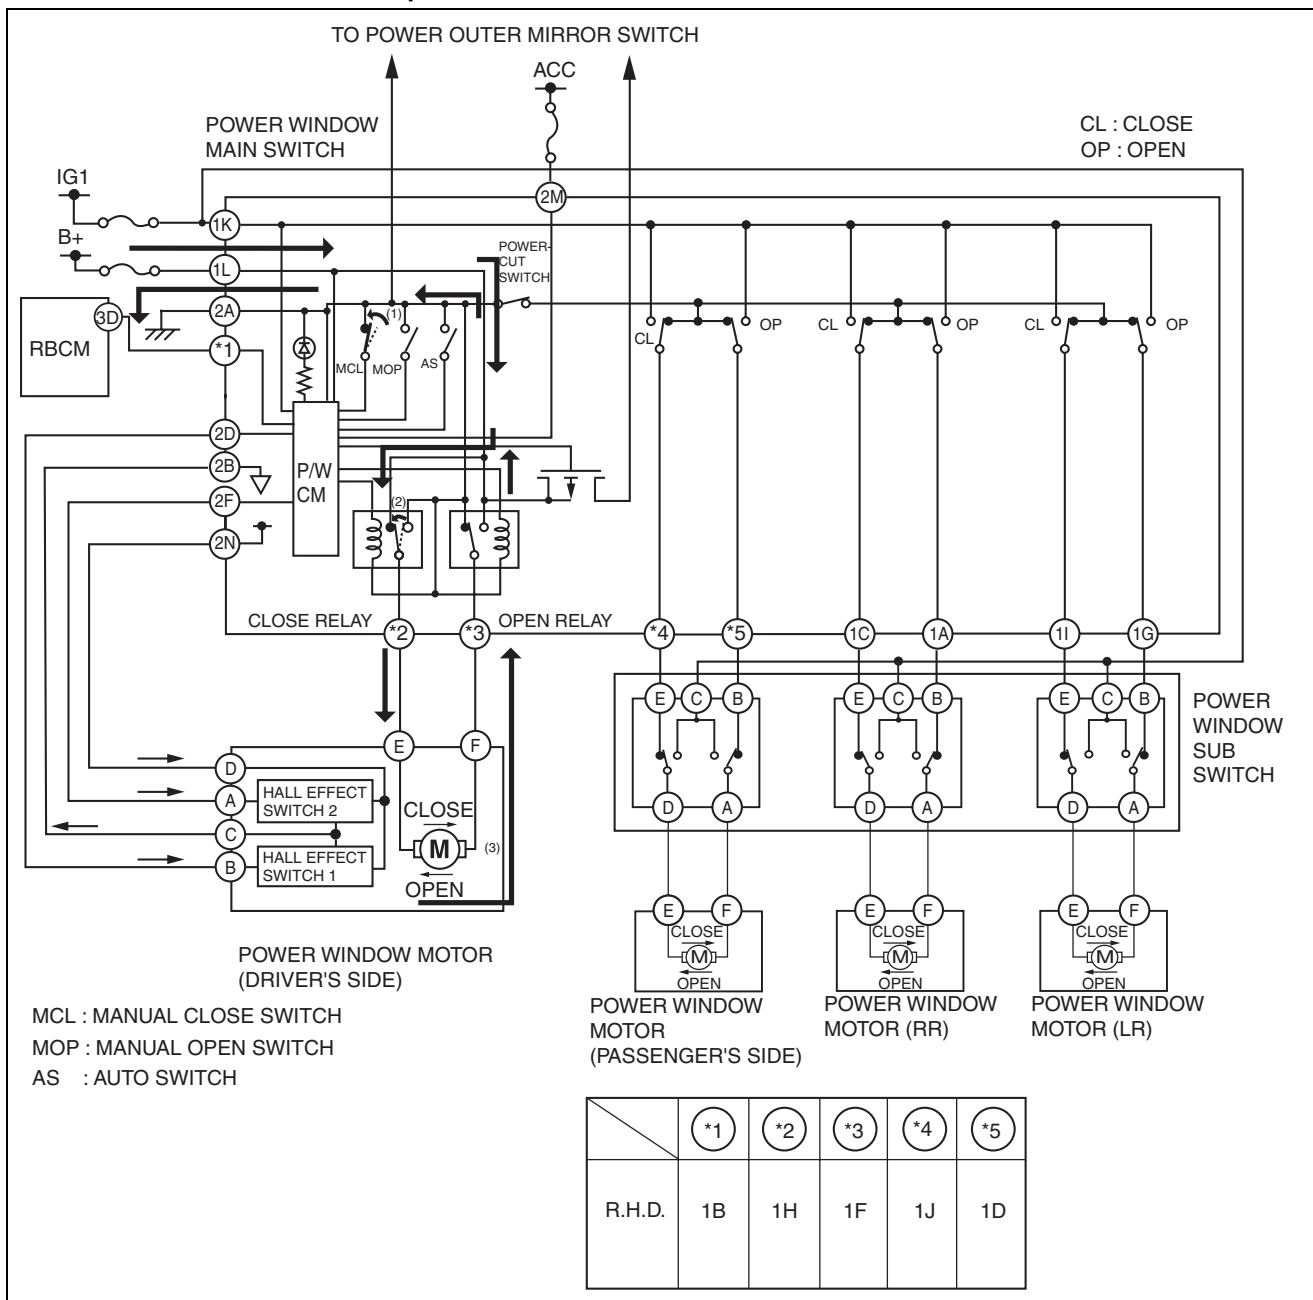 TO POWER OUTER MIRROR SWITCH
ACC
POWER WINDOW
MAIN SWITCH
CL : CLOSE
OP : OPEN
IG1
2M
1K
B+
POWER-
CUT
SWITCH
1L
2A
3D
RBCM
*1
(1)
MCL
MOP
AS
CL
OP
CL
OP
CL
OP
2D
2B
P/W
CM
2F
(2)
2N
CLOSE RELAY
*2
*3
OPEN RELAY
*4
*5
1C
1A
1I
1G
E
C
B
E
C
B
E
C
B
POWER
WINDOW
SUB
SWITCH
D
A
D
A
D
A
E
F
D
A
C
B
HALL EFFECT
SWITCH 2
HALL EFFECT
SWITCH 1
CLOSE
M
(3)
OPEN
E
F
CLOSE
M
OPEN
E
F
CLOSE
M
OPEN
E
F
CLOSE
M
OPEN
POWER WINDOW MOTOR
(DRIVER'S SIDE)
POWER WINDOW
MOTOR
(PASSENGER'S SIDE)
POWER WINDOW
MOTOR (RR)
POWER WINDOW
MOTOR (LR)
MCL : MANUAL CLOSE SWITCH
MOP : MANUAL OPEN SWITCH
AS : AUTO SWITCH
*1 *2 *3 *4 *5
R.H.D. 1B 1H 1F 1J 1D